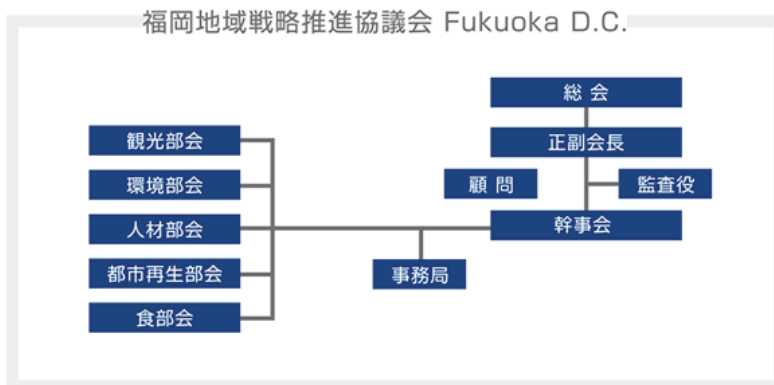 福岡地域戦略推進協議会 Fukuoka D.C.
総 会
正副会長
顧 問
監査役
幹事会
事務局
観光部会
環境部会
人材部会
都市再生部会
食部会